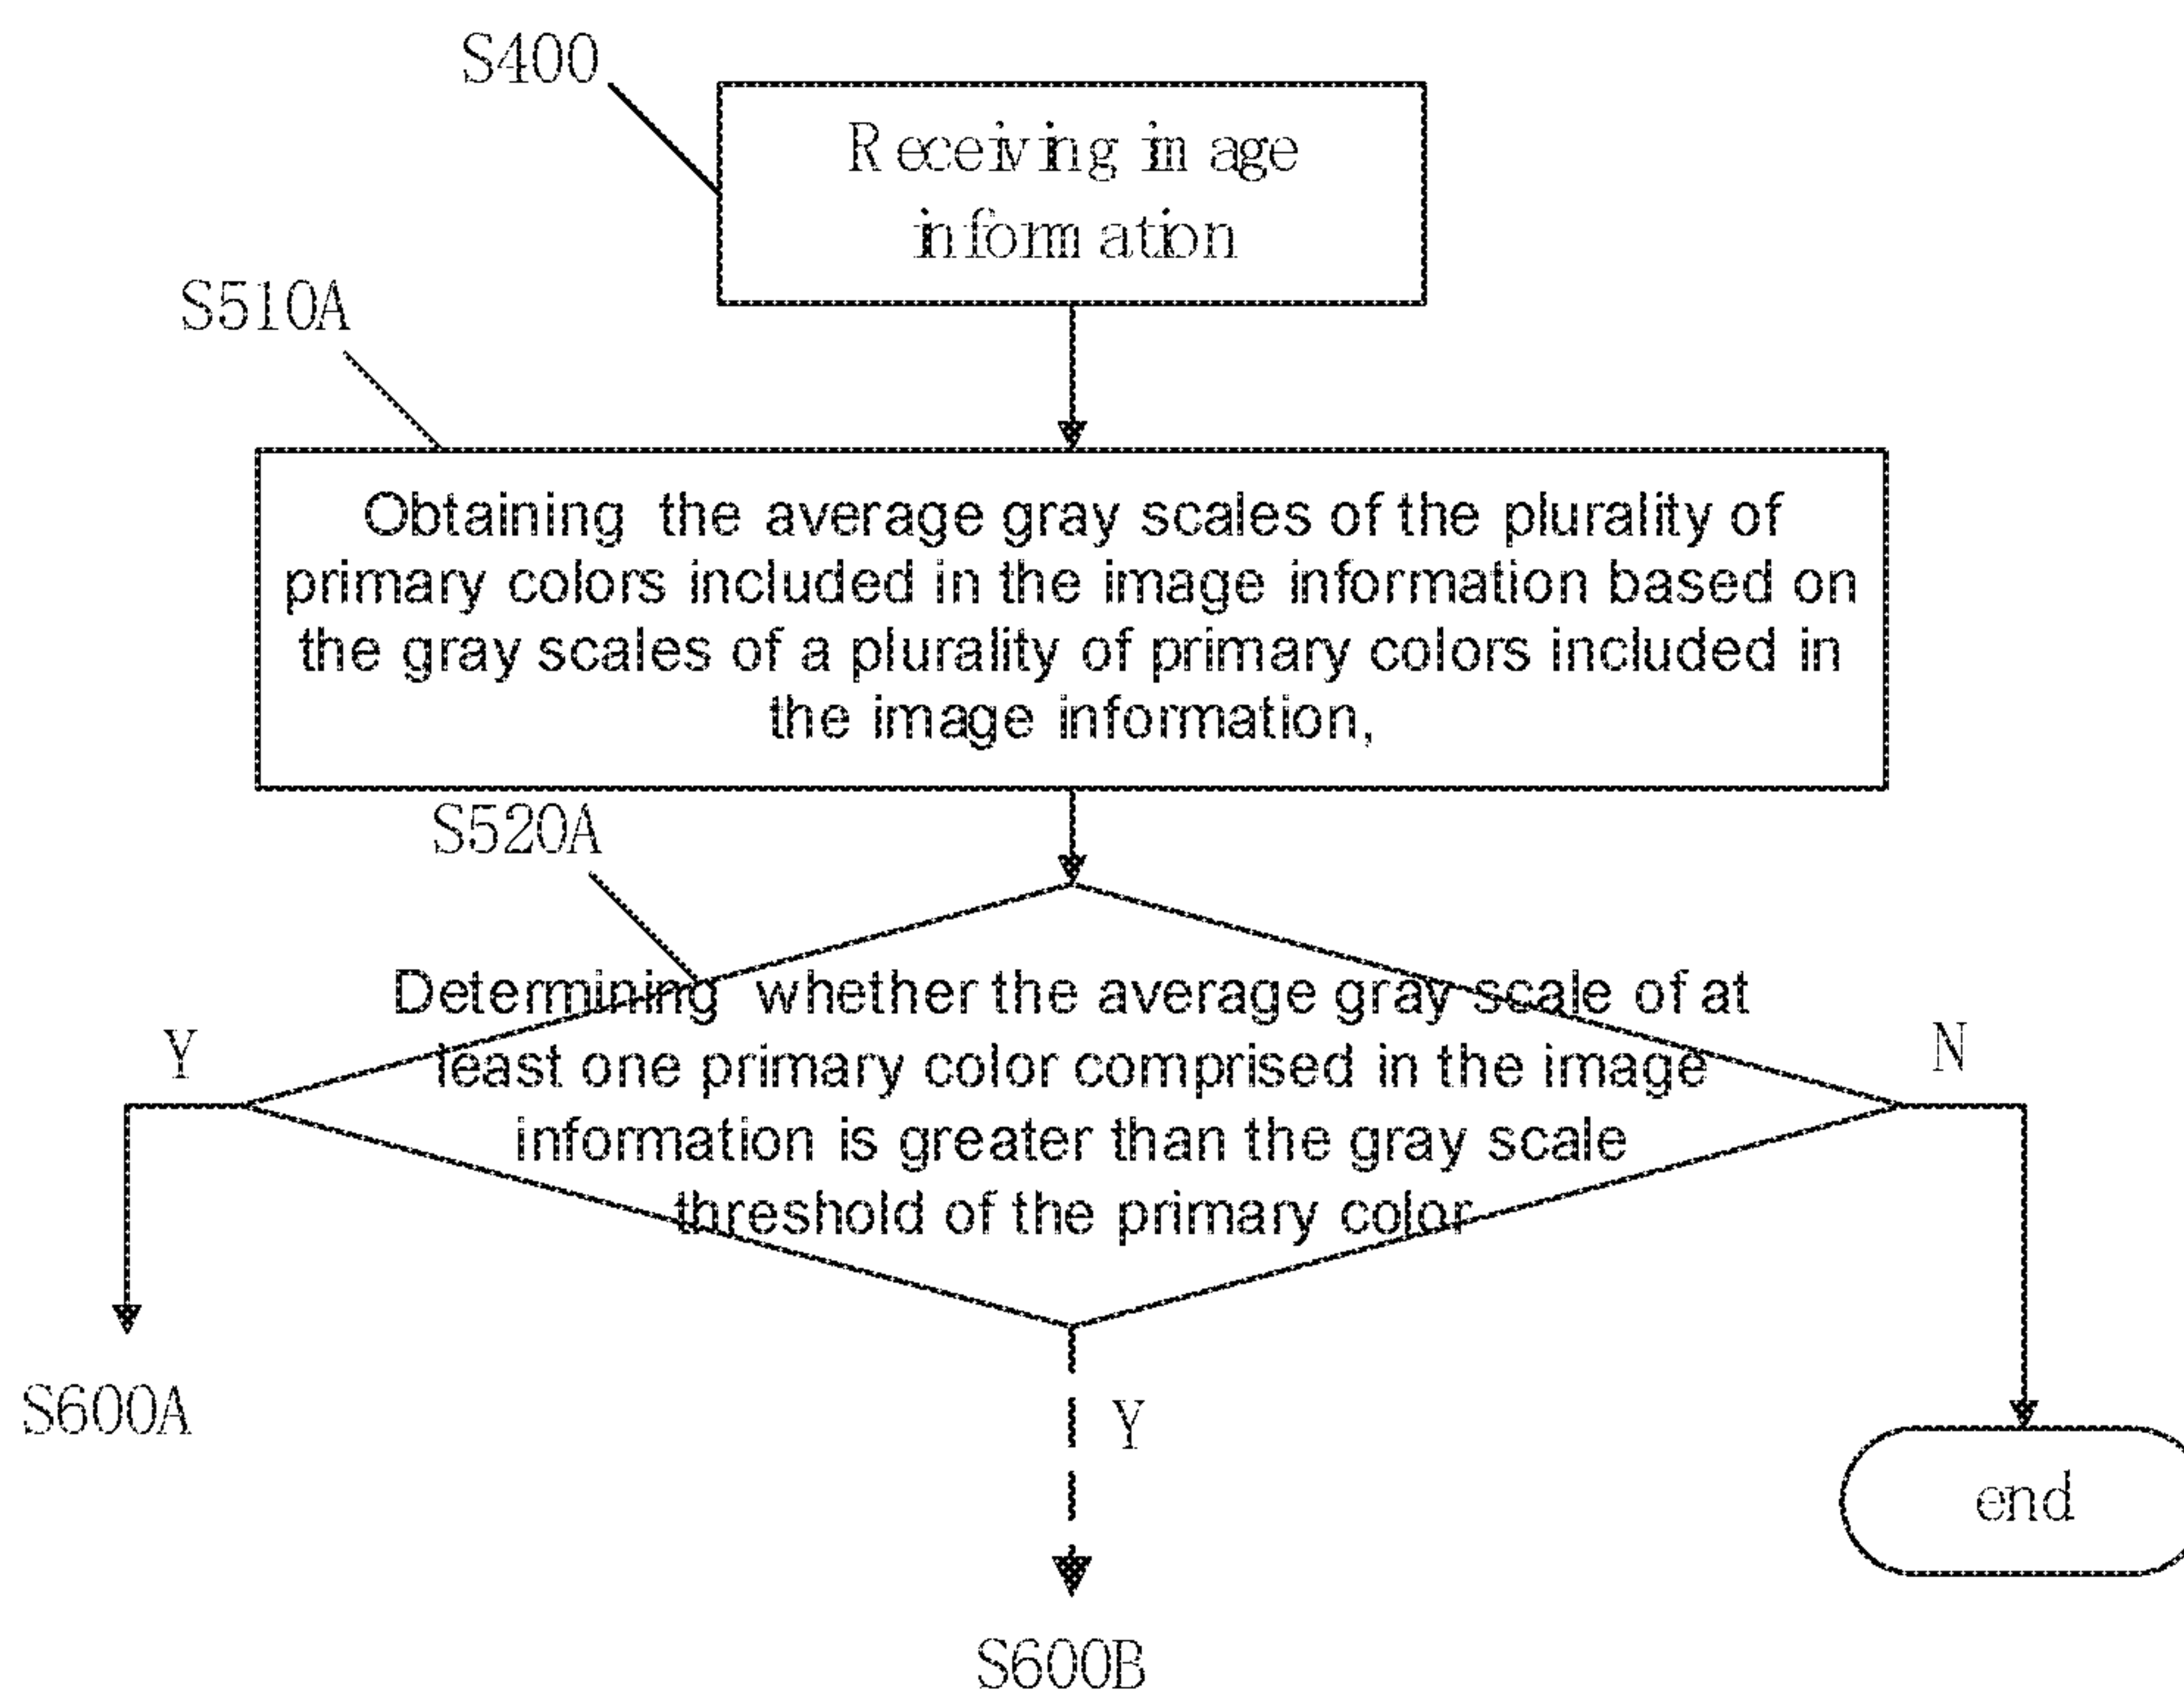 S400
Receiving image
information
S510A
Obtaining the average gray scales of the plurality of
primary colors included in the image information based on
the gray scales of a plurality of primary colors included in
the image information,
S520A
Determining whether the average gray scale of at
least one primary color comprised in the image
information is greater than the gray scale
threshold of the primary color
Y
N
S600A
Y
end
S600B